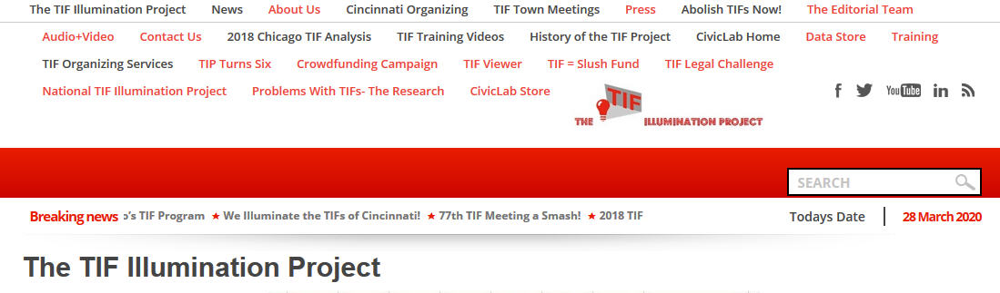 The TIF Illumination Project News About Us Cincinnati Organizing TIF Town Meetings Press Abolish TIFs Now! The Editorial Team
Audio+Video Contact Us 2018 Chicago TIF Analysis TIF Training Videos History of the TIF Project CivicLab Home Data Store Training
TIF Organizing Services TIP Turns Six Crowdfunding Campaign TIF Viewer TIF = Slush Fund TIF Legal Challenge
National TIF Illumination Project Problems With TIFs- The Research CivicLab Store
TIF
THE ILLUMINATION PROJECT
f You Tube in
SEARCH
Breaking news o's TIF Program We Illuminate the TIFs of Cincinnati! 77th TIF Meeting a Smash! 2018 TIF Todays Date 28 March 2020
The TIF Illumination Project